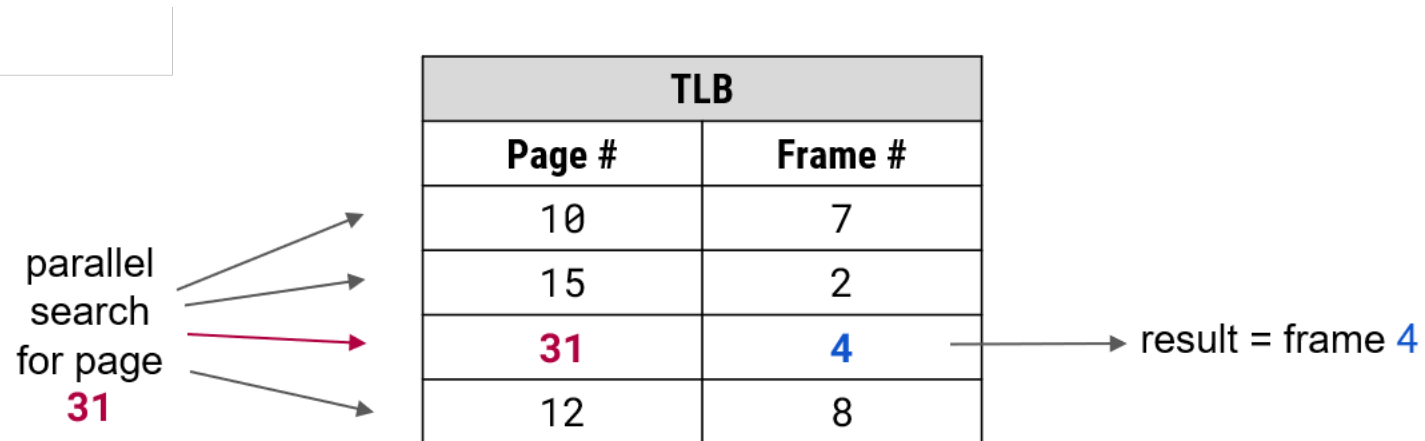 TLB
Page # Frame #
10 7
15 2
31 4
12 8
parallel
search
for page
31
result = frame 4